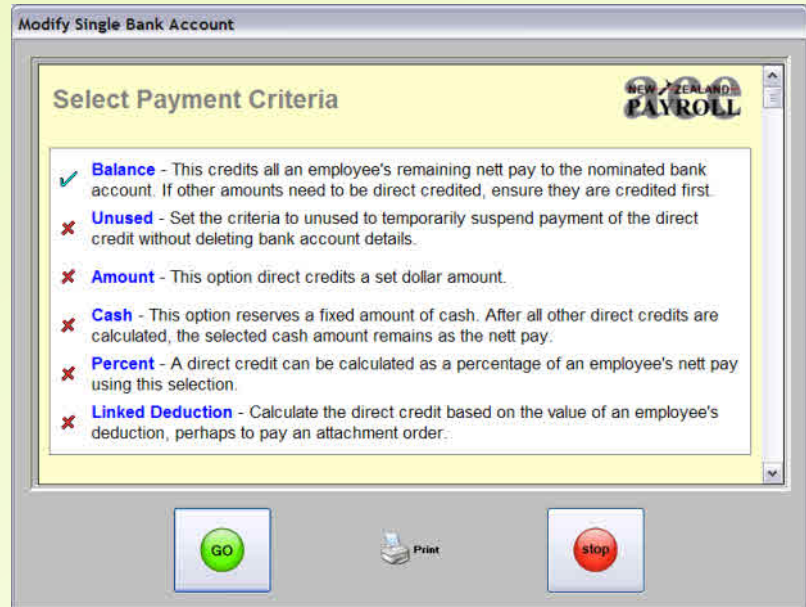 Modify Single Bank Account
Select Payment Criteria
ace
NEW ZEALAND
PAYROLL
Balance - This credits all an employee's remaining nett pay to the nominated bank
account. If other amounts need to be direct credited, ensure they are credited first.
Unused - Set the criteria to unused to temporarily suspend payment of the direct
credit without deleting bank account details.
Amount - This option direct credits a set dollar amount.
Cash - This option reserves a fixed amount of cash. After all other direct credits are
calculated, the selected cash amount remains as the nett pay.
Percent - A direct credit can be calculated as a percentage of an employee's nett pay
using this selection.
Linked Deduction - Calculate the direct credit based on the value of an employee's
deduction, perhaps to pay an attachment order.
GO
Print
stop